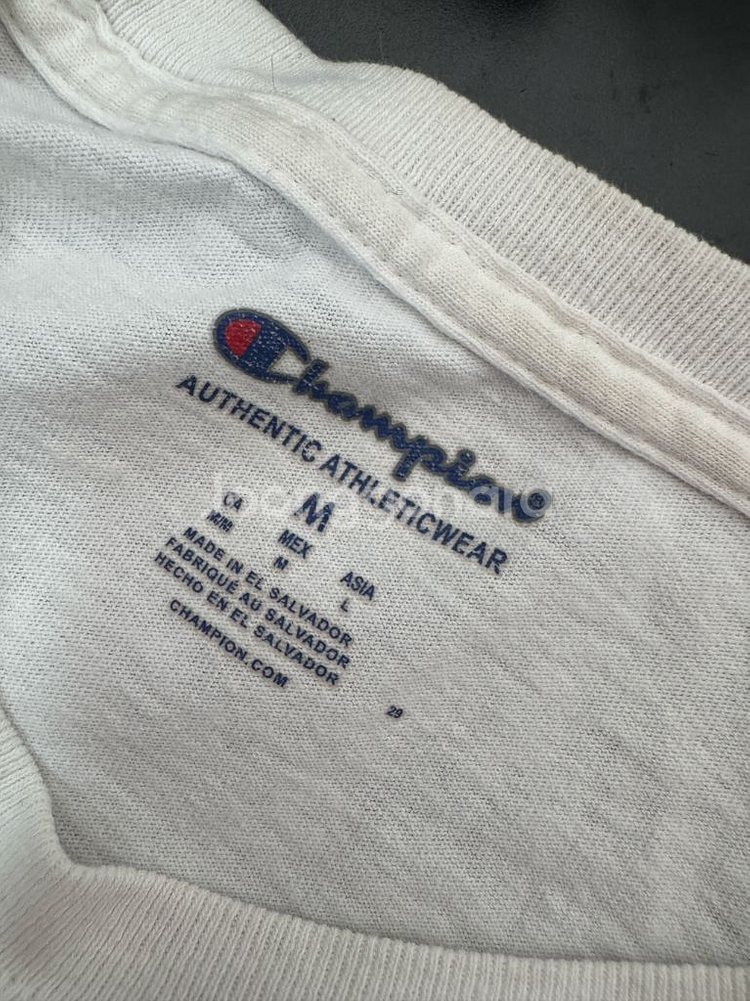 Champion®
AUTHENTIC ATHLETICWEAR
M
CA MEX ASIA
M/M M L
MADE IN EL SALVADOR
FABRIQUÉ AU SALVADOR
HECHO EN EL SALVADOR
CHAMPION.COM
29